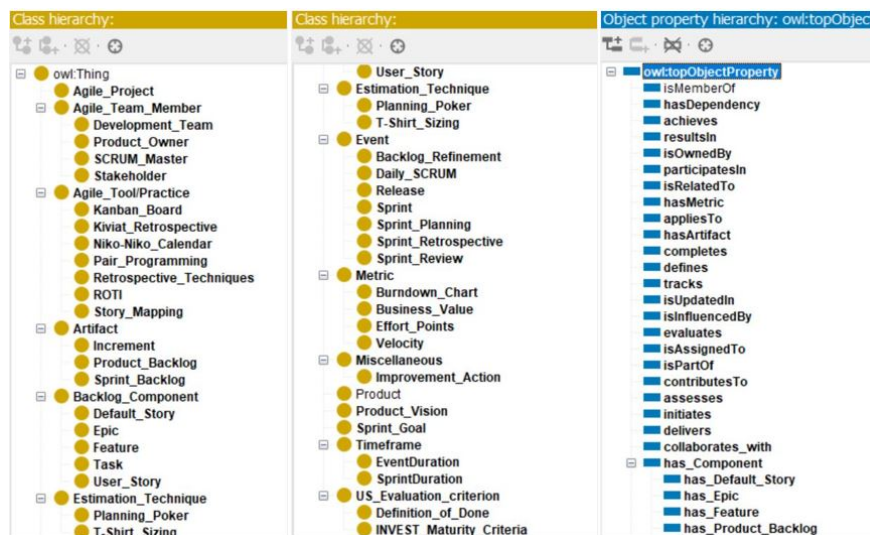 Class hierarchy:
owl:Thing
Agile_Project
Agile_Team_Member
Development_Team
Product_Owner
SCRUM_Master
Stakeholder
Agile_Tool/Practice
Kanban_Board
Kiviat_Retrospective
Niko-Niko_Calendar
Pair_Programming
Retrospective_Techniques
ROTI
Story_Mapping
Artifact
Increment
Product_Backlog
Sprint_Backlog
Backlog_Component
Default_Story
Epic
Feature
Task
User_Story
Estimation_Technique
Planning_Poker
T-Shirt_Sizing
Class hierarchy:
User_Story
Estimation_Technique
Planning_Poker
T-Shirt_Sizing
Event
Backlog_Refinement
Daily_SCRUM
Release
Sprint
Sprint_Planning
Sprint_Retrospective
Sprint_Review
Metric
Burndown_Chart
Business_Value
Effort_Points
Velocity
Miscellaneous
Improvement_Action
Product
Product_Vision
Sprint_Goal
Timeframe
EventDuration
SprintDuration
US_Evaluation_criterion
Definition_of_Done
INVEST_Maturity_Criteria
Object property hierarchy: owl:topObjec
owl:topObjectProperty
isMemberOf
hasDependency
achieves
resultsIn
isOwnedBy
participatesIn
isRelatedTo
hasMetric
appliesTo
hasArtifact
completes
defines
tracks
isUpdatedIn
isInfluencedBy
evaluates
isAssignedTo
isPartOf
contributesTo
assesses
initiates
delivers
collaborates_with
has_Component
has_Default_Story
has_Epic
has_Feature
has_Product_Backlog